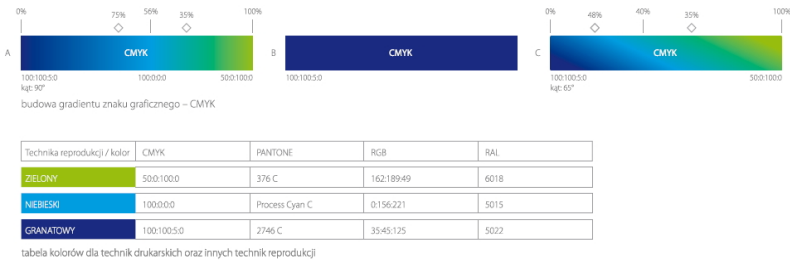 0% 75% 56% 35% 100%
A CMYK
100:100:5:0 100:0:0:0 50:0:100:0
kąt: 90°
B CMYK
100:100:5:0
0% 48% 40% 35% 100%
C CMYK
100:100:5:0 50:0:100:0
kąt: 65°
budowa gradientu znaku graficznego – CMYK
Technika reprodukcji / kolor CMYK PANTONE RGB RAL
ZIELONY 50:0:100:0 376 C 162:189:49 6018
NIEBIESKI 100:0:0:0 Process Cyan C 0:156:221 5015
GRANATOWY 100:100:5:0 2746 C 35:45:125 5022
tabela kolorów dla technik drukarskich oraz innych technik reprodukcji